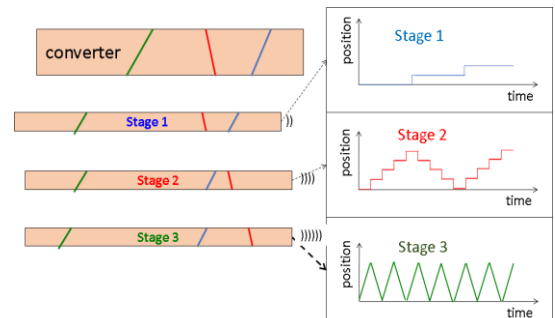 converter
Stage 1
))
Stage 2
))))
Stage 3
))))))
Stage 1
position
time
Stage 2
position
time
Stage 3
position
time